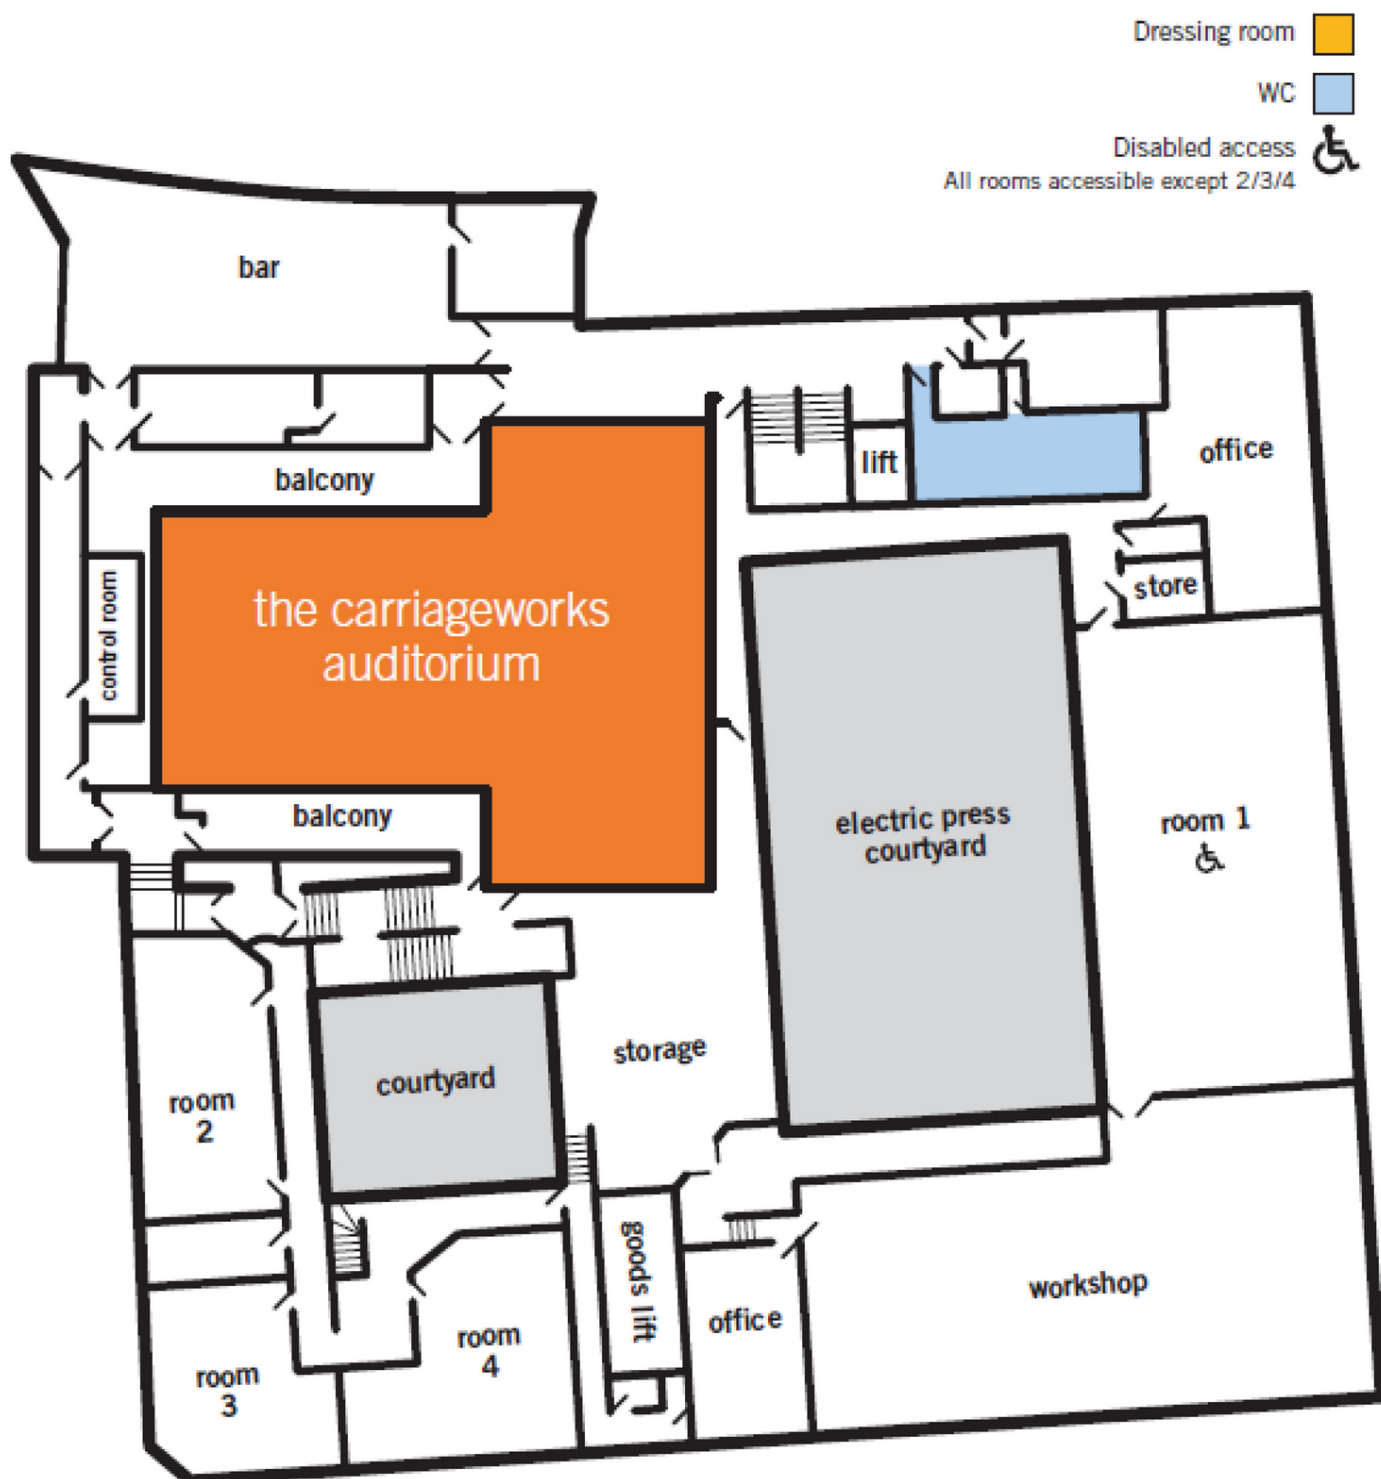 Dressing room
WC
Disabled access
All rooms accessible except 2/3/4
bar
balcony
lift
office
store
control room
the carriageworks
auditorium
balcony
electric press
courtyard
room 1
storage
courtyard
room
2
goods lift
office
workshop
room
4
room
3